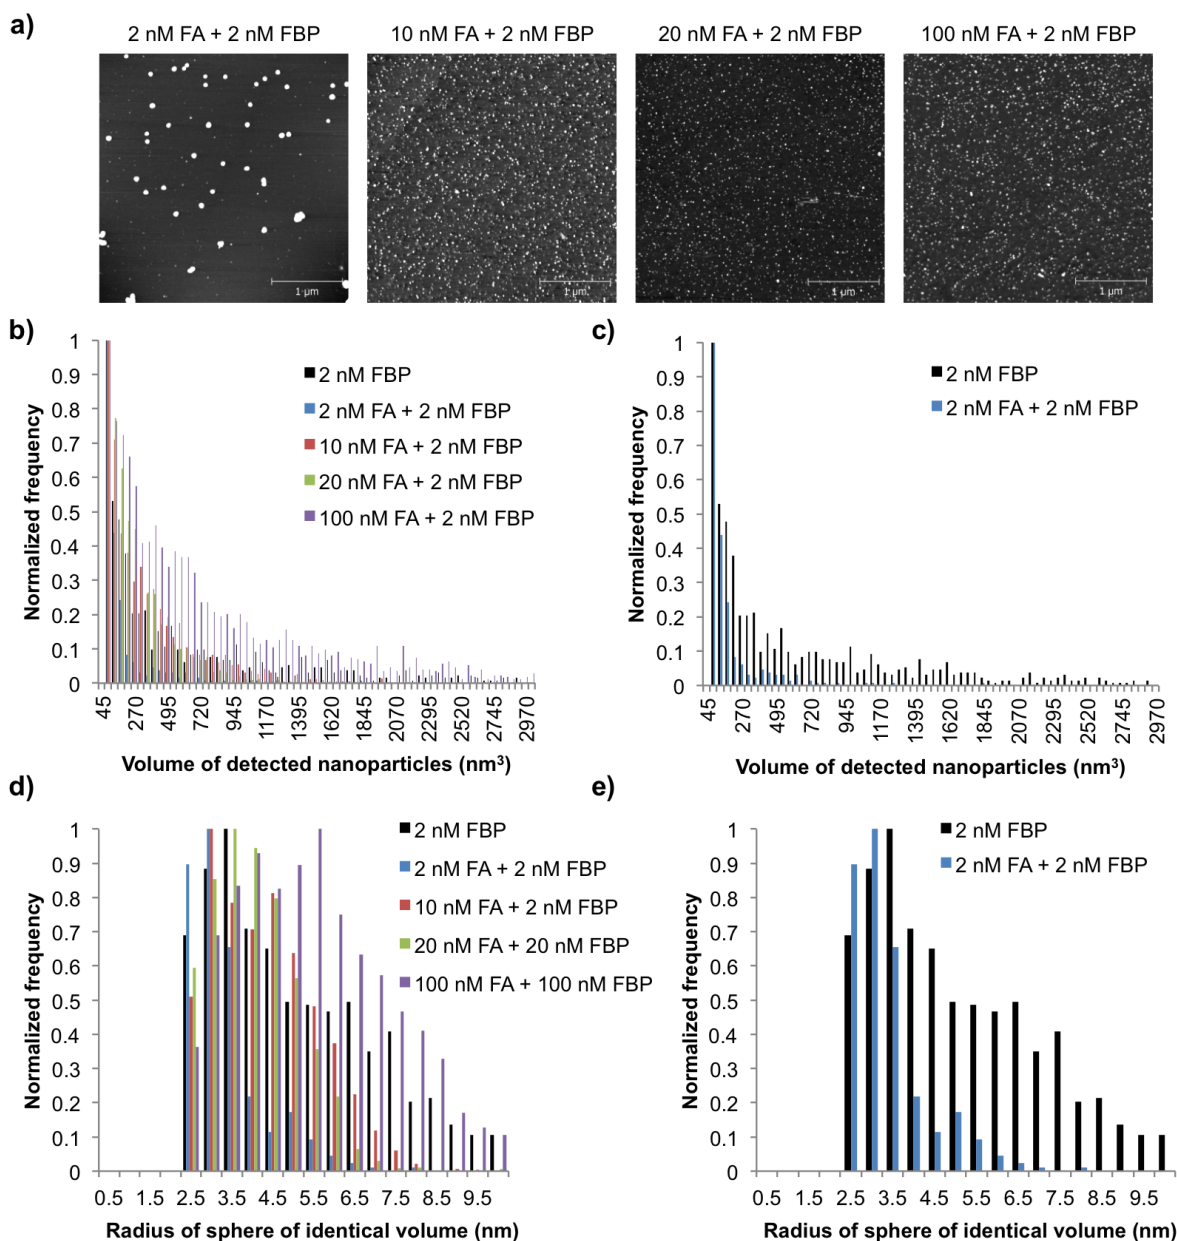 a)
2 nM FA + 2 nM FBP
10 nM FA + 2 nM FBP
20 nM FA + 2 nM FBP
100 nM FA + 2 nM FBP
1 µm
1 µm
1 µm
1 µm
b)
Normalized frequency
1
0.9
0.8
0.7
0.6
0.5
0.4
0.3
0.2
0.1
0
2 nM FBP
2 nM FA + 2 nM FBP
10 nM FA + 2 nM FBP
20 nM FA + 2 nM FBP
100 nM FA + 2 nM FBP
45 270 495 720 945 1170 1395 1620 1845 2070 2295 2520 2745 2970
Volume of detected nanoparticles (nm³)
c)
Normalized frequency
1
0.9
0.8
0.7
0.6
0.5
0.4
0.3
0.2
0.1
0
2 nM FBP
2 nM FA + 2 nM FBP
45 270 495 720 945 1170 1395 1620 1845 2070 2295 2520 2745 2970
Volume of detected nanoparticles (nm³)
d)
Normalized frequency
1
0.9
0.8
0.7
0.6
0.5
0.4
0.3
0.2
0.1
0
2 nM FBP
2 nM FA + 2 nM FBP
10 nM FA + 2 nM FBP
20 nM FA + 20 nM FBP
100 nM FA + 100 nM FBP
0.5 1.5 2.5 3.5 4.5 5.5 6.5 7.5 8.5 9.5
Radius of sphere of identical volume (nm)
e)
Normalized frequency
1
0.9
0.8
0.7
0.6
0.5
0.4
0.3
0.2
0.1
0
2 nM FBP
2 nM FA + 2 nM FBP
0.5 1.5 2.5 3.5 4.5 5.5 6.5 7.5 8.5 9.5
Radius of sphere of identical volume (nm)